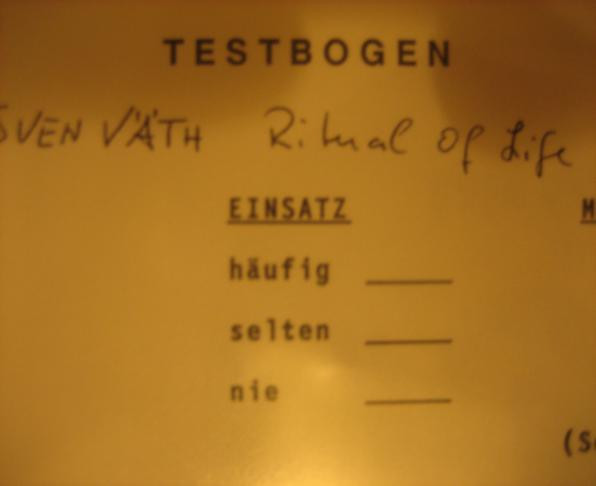 TESTBOGEN
SVEN VÄTH Ritual Of Life
EINSATZ
häufig
selten
nie